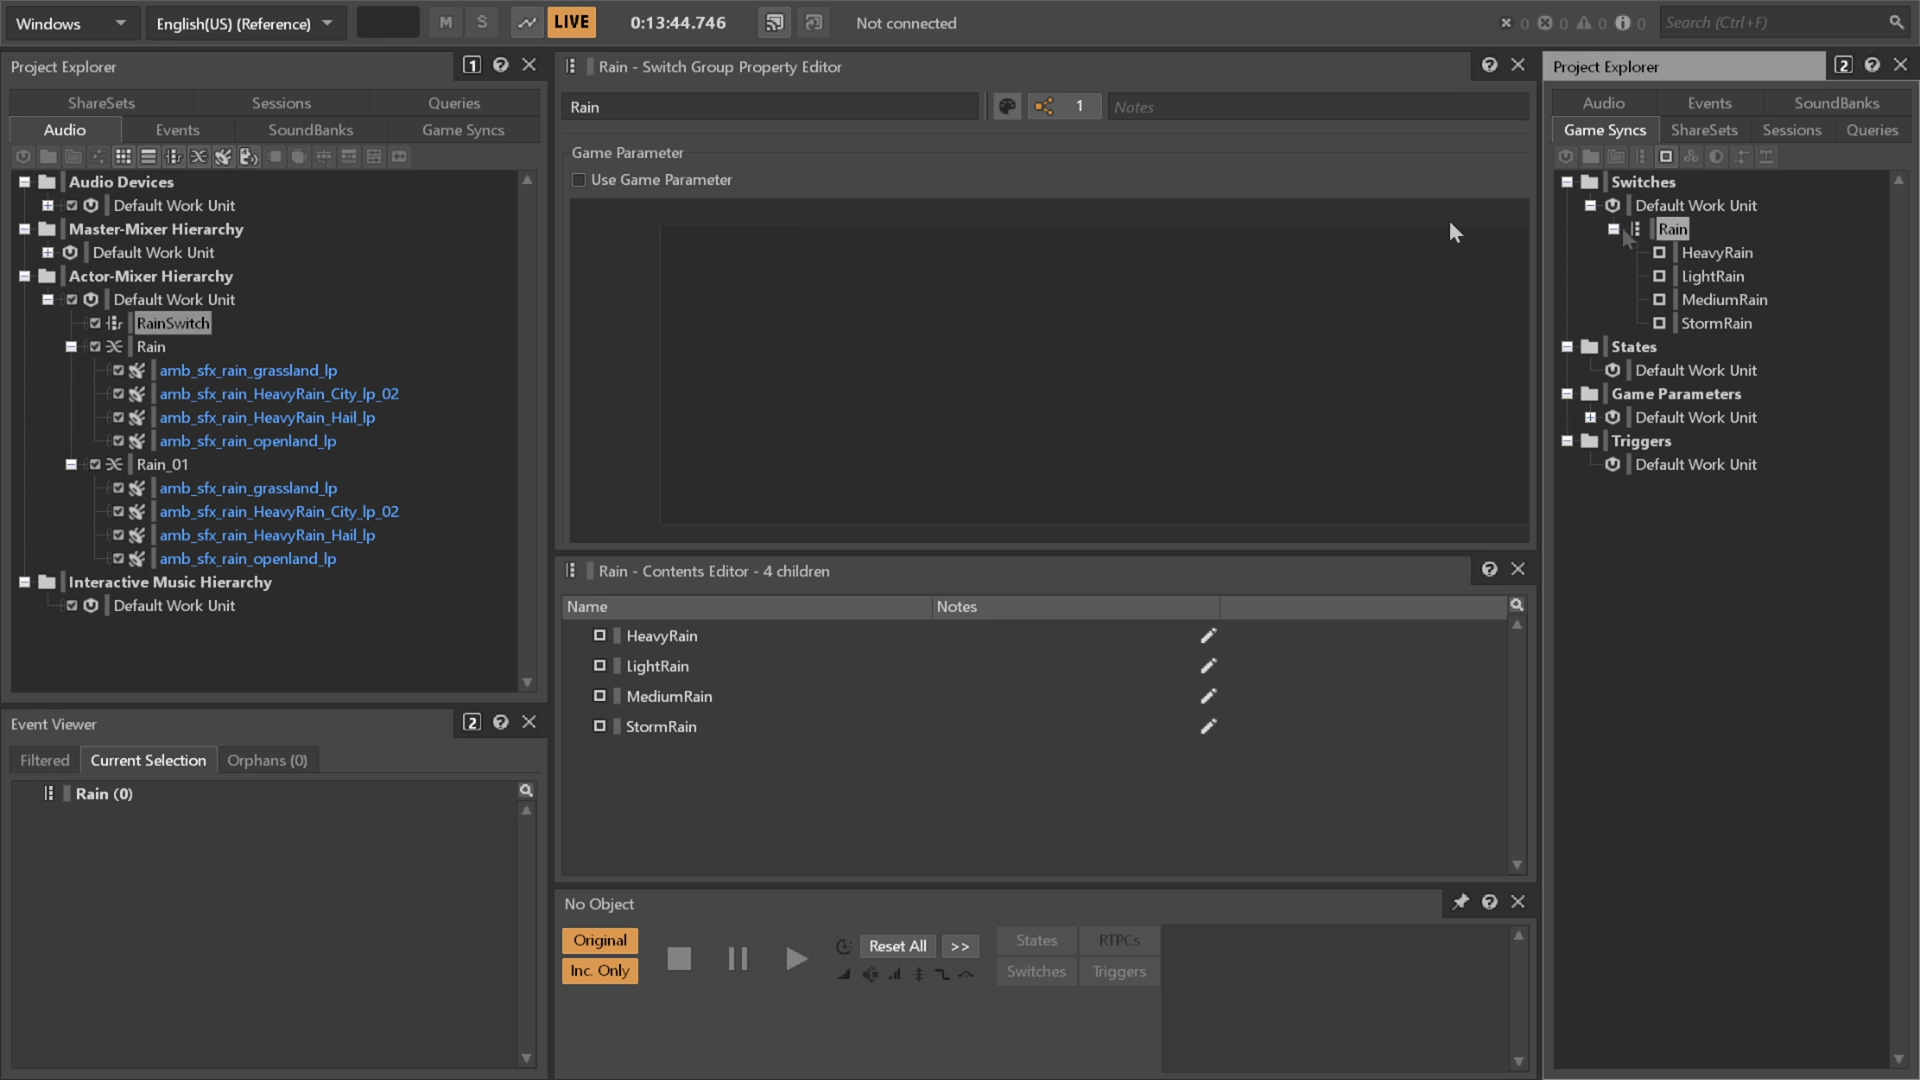 Windows
English(US) (Reference)
M
S
LIVE
0:13:44.746
Not connected
0
0
0
0
Search (Ctrl+F)
Project Explorer
1
ShareSets
Sessions
Queries
Audio
Events
SoundBanks
Game Syncs
Audio Devices
Default Work Unit
Master-Mixer Hierarchy
Default Work Unit
Actor-Mixer Hierarchy
Default Work Unit
RainSwitch
Rain
amb_sfx_rain_grassland_lp
amb_sfx_rain_HeavyRain_City_lp_02
amb_sfx_rain_HeavyRain_Hail_lp
amb_sfx_rain_openland_lp
Rain_01
amb_sfx_rain_grassland_lp
amb_sfx_rain_HeavyRain_City_lp_02
amb_sfx_rain_HeavyRain_Hail_lp
amb_sfx_rain_openland_lp
Interactive Music Hierarchy
Default Work Unit
Event Viewer
2
Filtered
Current Selection
Orphans (0)
Rain (0)
Rain - Switch Group Property Editor
Rain
1
Notes
Game Parameter
Use Game Parameter
Rain - Contents Editor - 4 children
Name
Notes
HeavyRain
LightRain
MediumRain
StormRain
No Object
Original
Inc. Only
Reset All
>>
States
RTPCs
Switches
Triggers
Project Explorer
2
Audio
Events
SoundBanks
Game Syncs
ShareSets
Sessions
Queries
Switches
Default Work Unit
Rain
HeavyRain
LightRain
MediumRain
StormRain
States
Default Work Unit
Game Parameters
Default Work Unit
Triggers
Default Work Unit